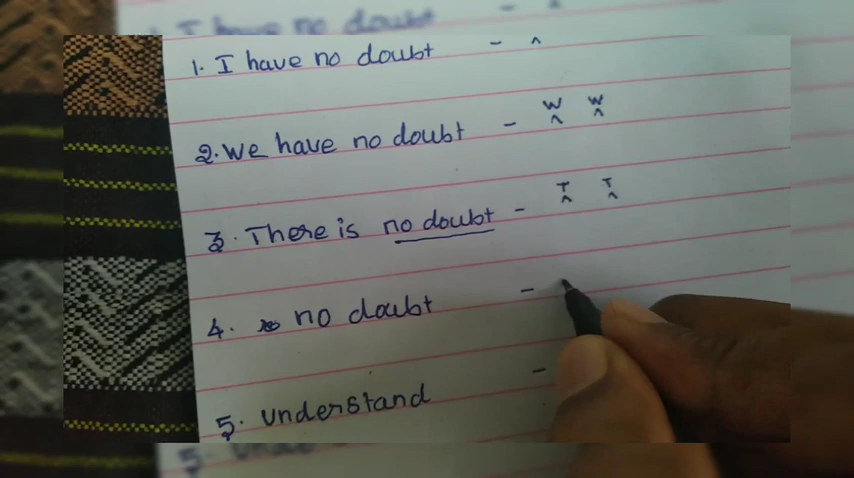 1. I have no doubt - ^
2. We have no doubt - W^ W^
3. There is no doubt - T^ T^
4. no doubt -
5. understand -